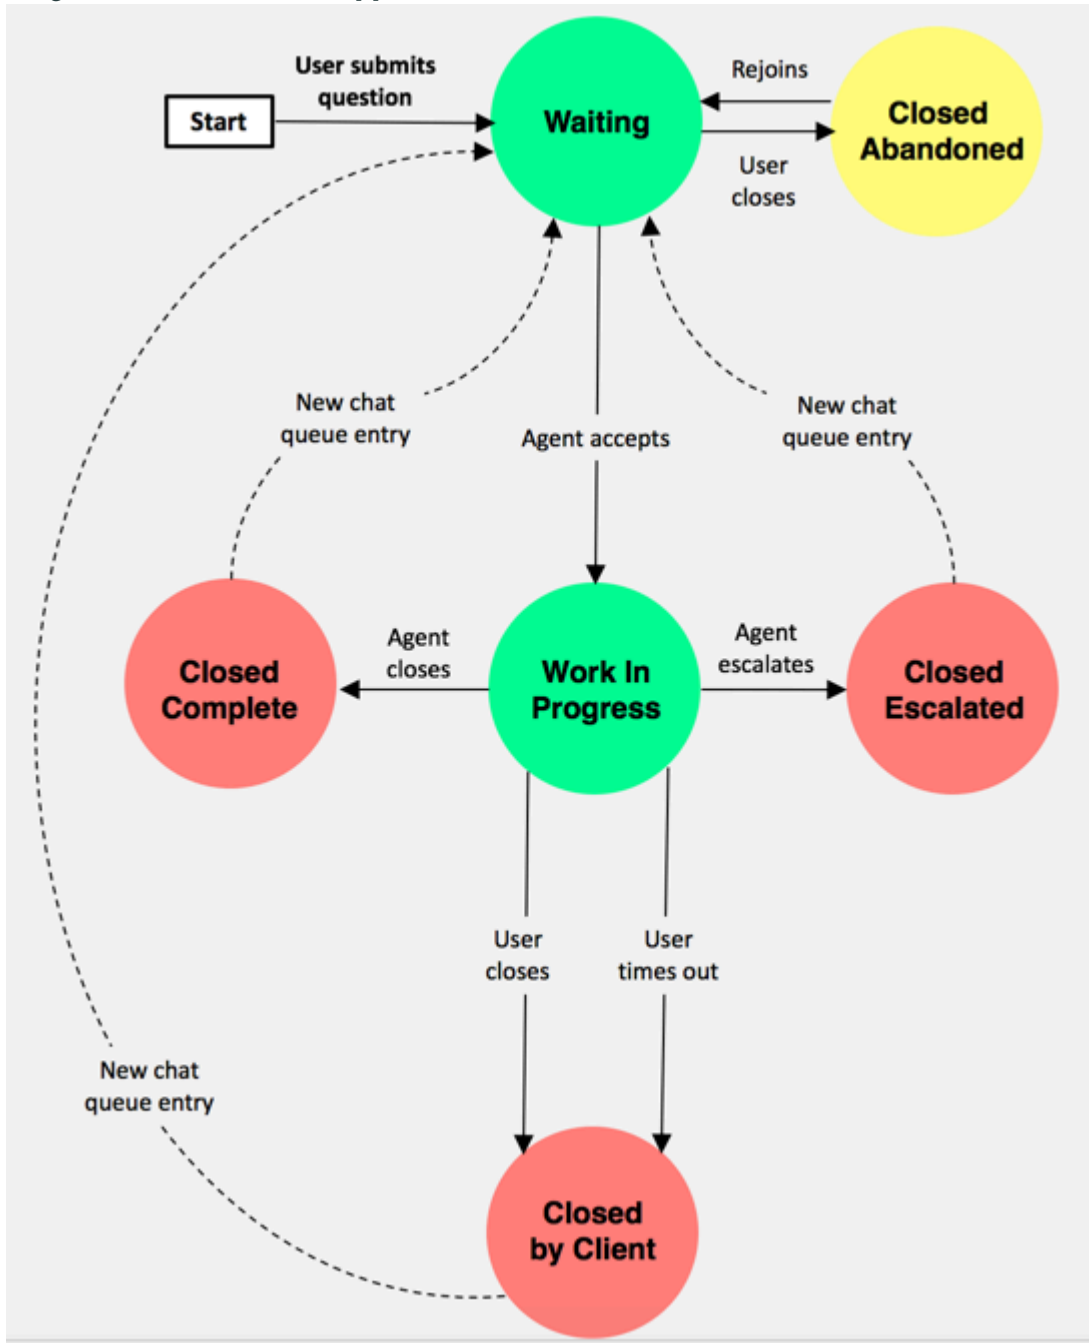 User submits
question
Start
Waiting
Rejoins
Closed
Abandoned
User
closes
New chat
queue entry
Agent accepts
New chat
queue entry
Closed
Complete
Agent
closes
Work In
Progress
Agent
escalates
Closed
Escalated
User
closes
User
times out
New chat
queue entry
Closed
by Client